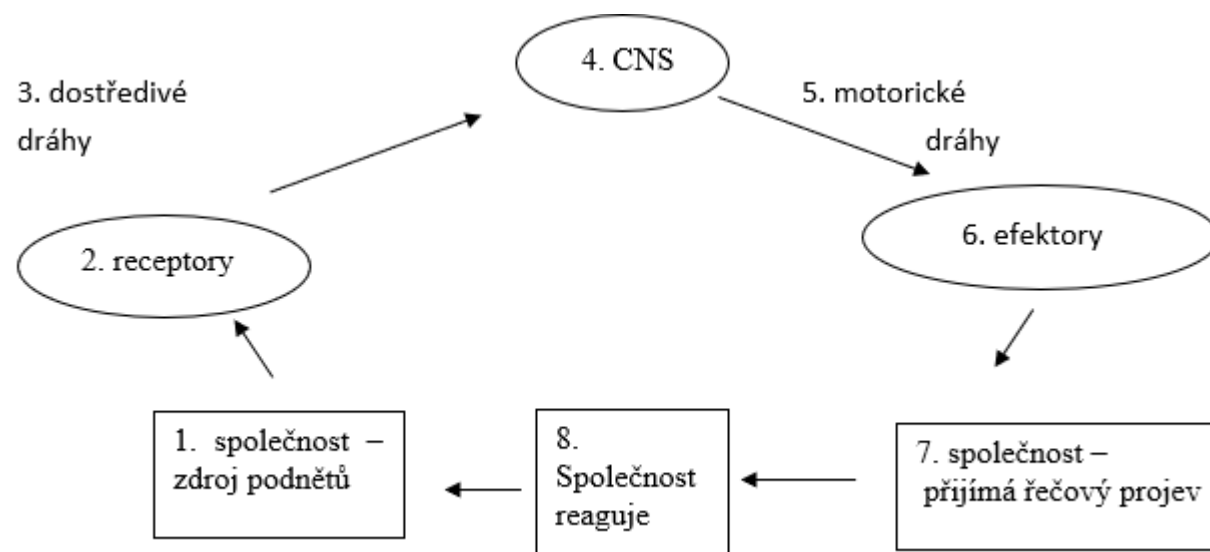 4. CNS
3. dostředivé
dráhy
5. motorické
dráhy
2. receptory
6. efektory
1. společnost –
zdroj podnětů
8.
Společnost
reaguje
7. společnost –
přijímá řečový projev